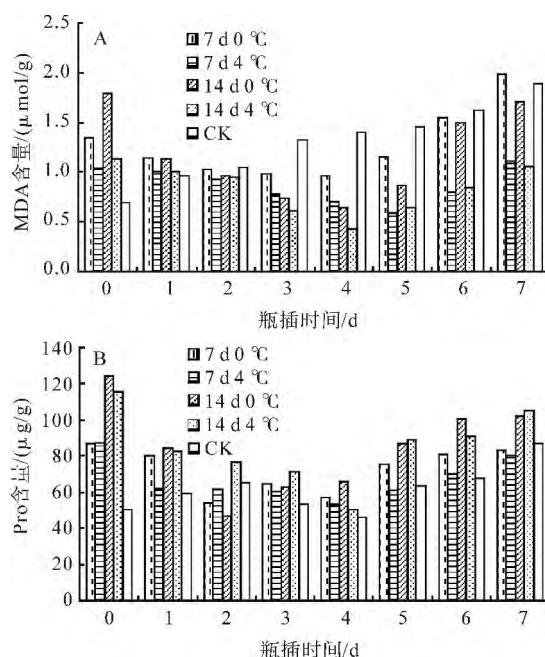 A
7 d 0 ℃
7 d 4 ℃
14 d 0 ℃
14 d 4 ℃
CK
MDA含量/(μmol/g)
2.5
2.0
1.5
1.0
0.5
0.0
0 1 2 3 4 5 6 7
瓶插时间/d
B
7 d 0 ℃
7 d 4 ℃
14 d 0 ℃
14 d 4 ℃
CK
Pro含量/(μg/g)
140
120
100
80
60
40
20
0
0 1 2 3 4 5 6 7
瓶插时间/d